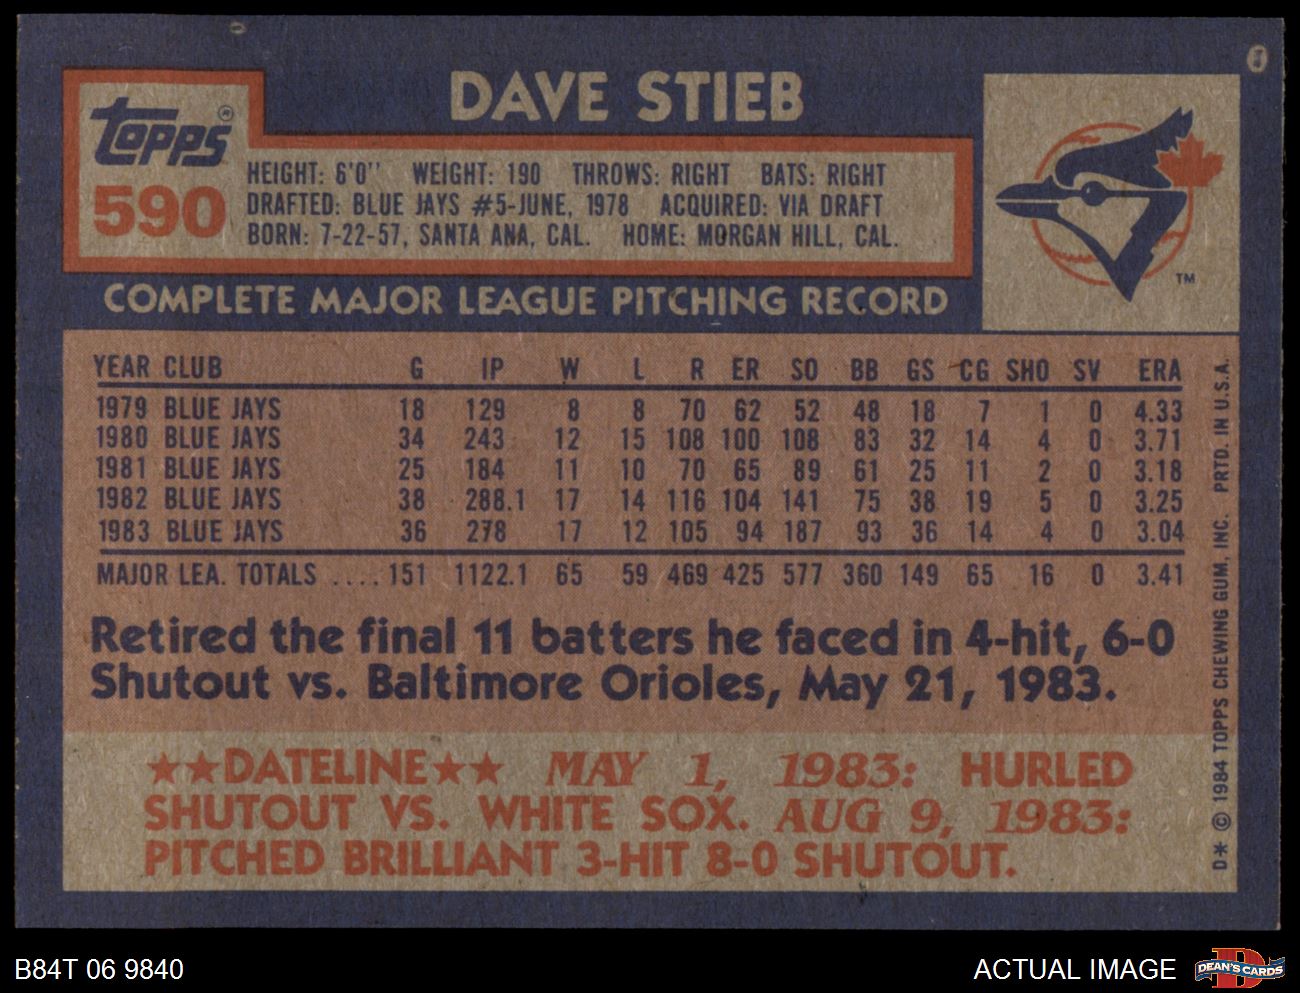 DAVE STIEB
TOPPS®
590
HEIGHT: 6'0" WEIGHT: 190 THROWS: RIGHT BATS: RIGHT
DRAFTED: BLUE JAYS #5-JUNE, 1978 ACQUIRED: VIA DRAFT
BORN: 7-22-57, SANTA ANA, CAL. HOME: MORGAN HILL, CAL.
TM
COMPLETE MAJOR LEAGUE PITCHING RECORD
YEAR CLUB G IP W L R ER SO BB GS CG SHO SV ERA
1979 BLUE JAYS 18 129 8 8 70 62 52 48 18 7 1 0 4.33
1980 BLUE JAYS 34 243 12 15 108 100 108 83 32 14 4 0 3.71
1981 BLUE JAYS 25 184 11 10 70 65 89 61 25 11 2 0 3.18
1982 BLUE JAYS 38 288.1 17 14 116 104 141 75 38 19 5 0 3.25
1983 BLUE JAYS 36 278 17 12 105 94 187 93 36 14 4 0 3.04
MAJOR LEA. TOTALS ....151 1122.1 65 59 469 425 577 360 149 65 16 0 3.41
Retired the final 11 batters he faced in 4-hit, 6-0
Shutout vs. Baltimore Orioles, May 21, 1983.
★★DATELINE★★ MAY 1, 1983: HURLED
SHUTOUT VS. WHITE SOX. AUG 9, 1983:
PITCHED BRILLIANT 3-HIT 8-0 SHUTOUT.
D* © 1984 TOPPS CHEWING GUM, INC. PRTD. IN U.S.A.
B84T 06 9840
ACTUAL IMAGE
DEAN'S CARDS